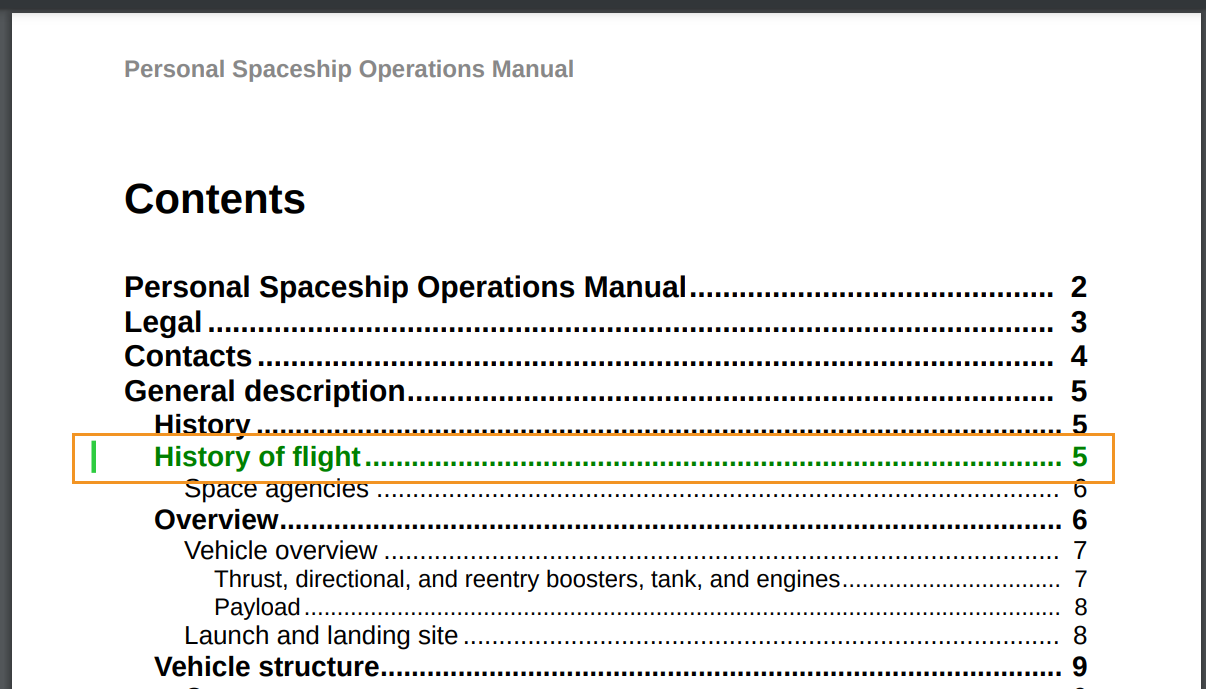 Personal Spaceship Operations Manual
Contents
Personal Spaceship Operations Manual............................................ 2
Legal ...................................................................................................... 3
Contacts ................................................................................................ 4
General description.............................................................................. 5
History .................................................................................................... 5
History of flight...................................................................................... 5
Space agencies .............................................................................................. 6
Overview.................................................................................................. 6
Vehicle overview ............................................................................................. 7
Thrust, directional, and reentry boosters, tank, and engines................................ 7
Payload........................................................................................................ 8
Launch and landing site .................................................................................. 8
Vehicle structure.................................................................................... 9